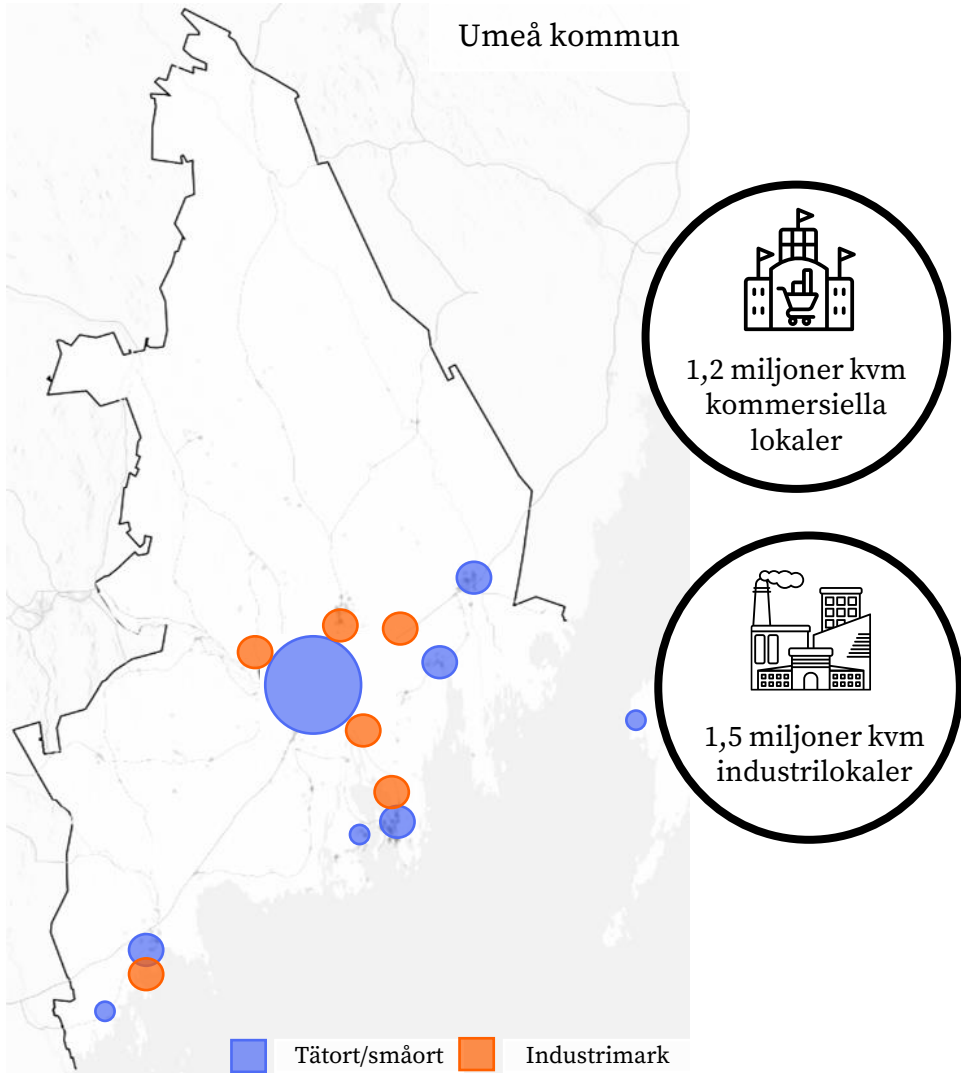 Umeå kommun
1,2 miljoner kvm
kommersiella
lokaler
1,5 miljoner kvm
industrilokaler
Tätort/småort
Industrimark